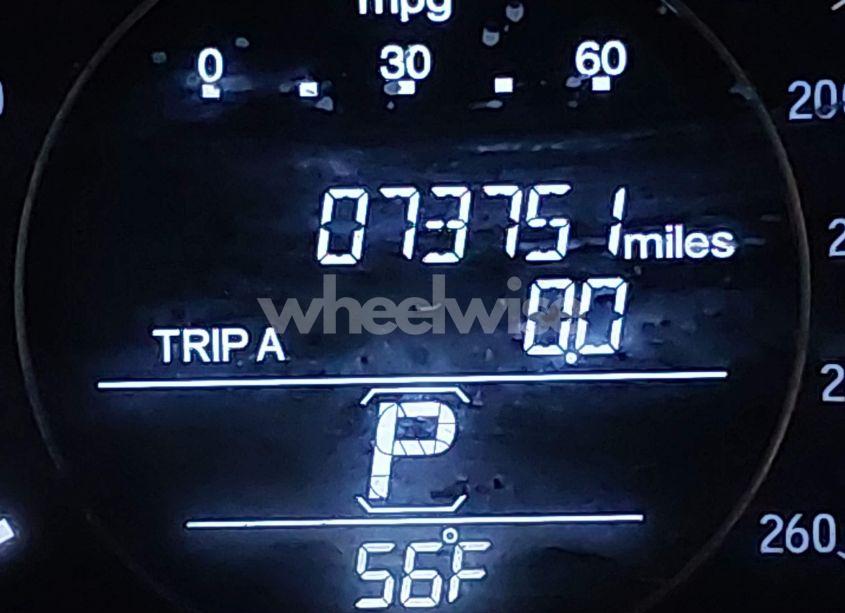 mpg
0 30 60
073751 miles
0.0
TRIP A
P
56°F
260
wheelwise